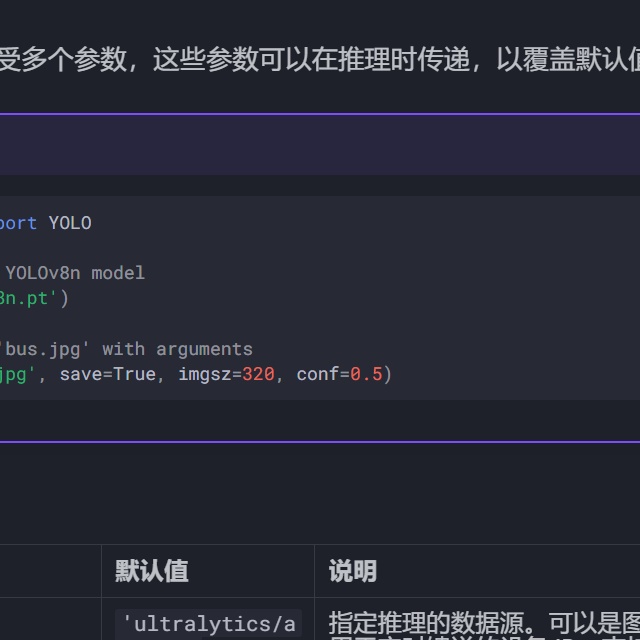 受多个参数，这些参数可以在推理时传递，以覆盖默认值
port YOLO
YOLOv8n model
8n.pt')
'bus.jpg' with arguments
jpg', save=True, imgsz=320, conf=0.5)
默认值 说明
'ultralytics/a 指定推理的数据源。可以是图